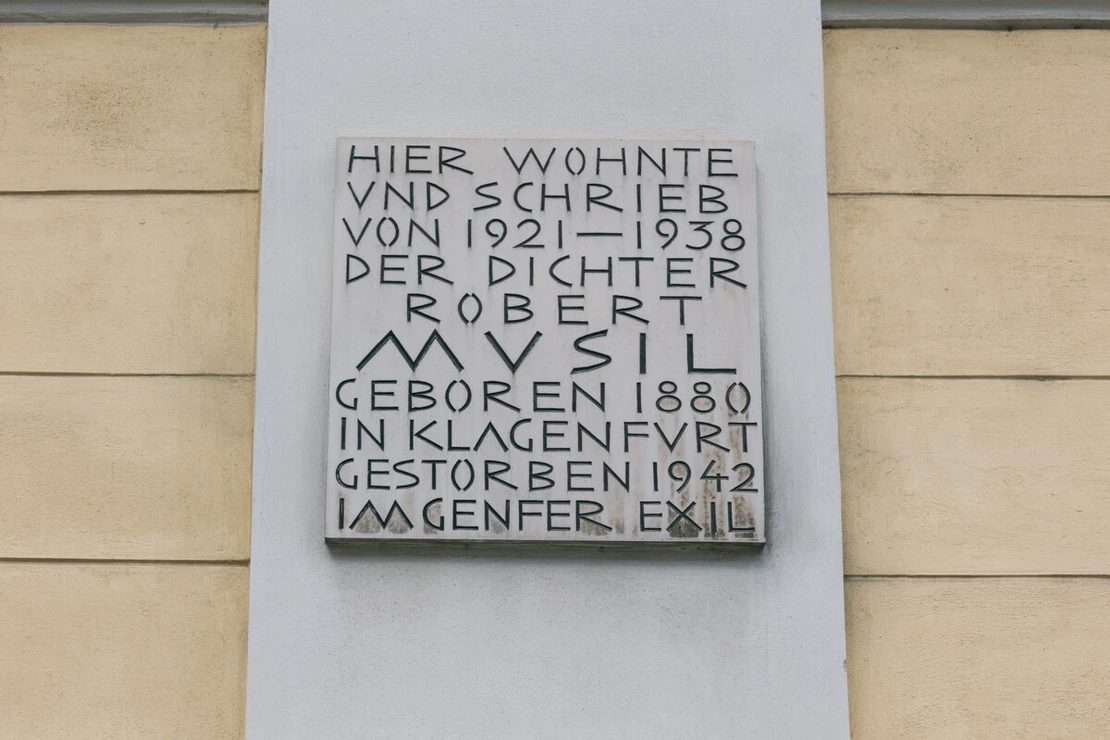 HIER WOHNTE
VND SCHRIEB
VON 1921—1938
DER DICHTER
ROBERT
MVSIL
GEBOREN 1880
IN KLAGENFVRT
GESTORBEN 1942
IM GENFER EXIL